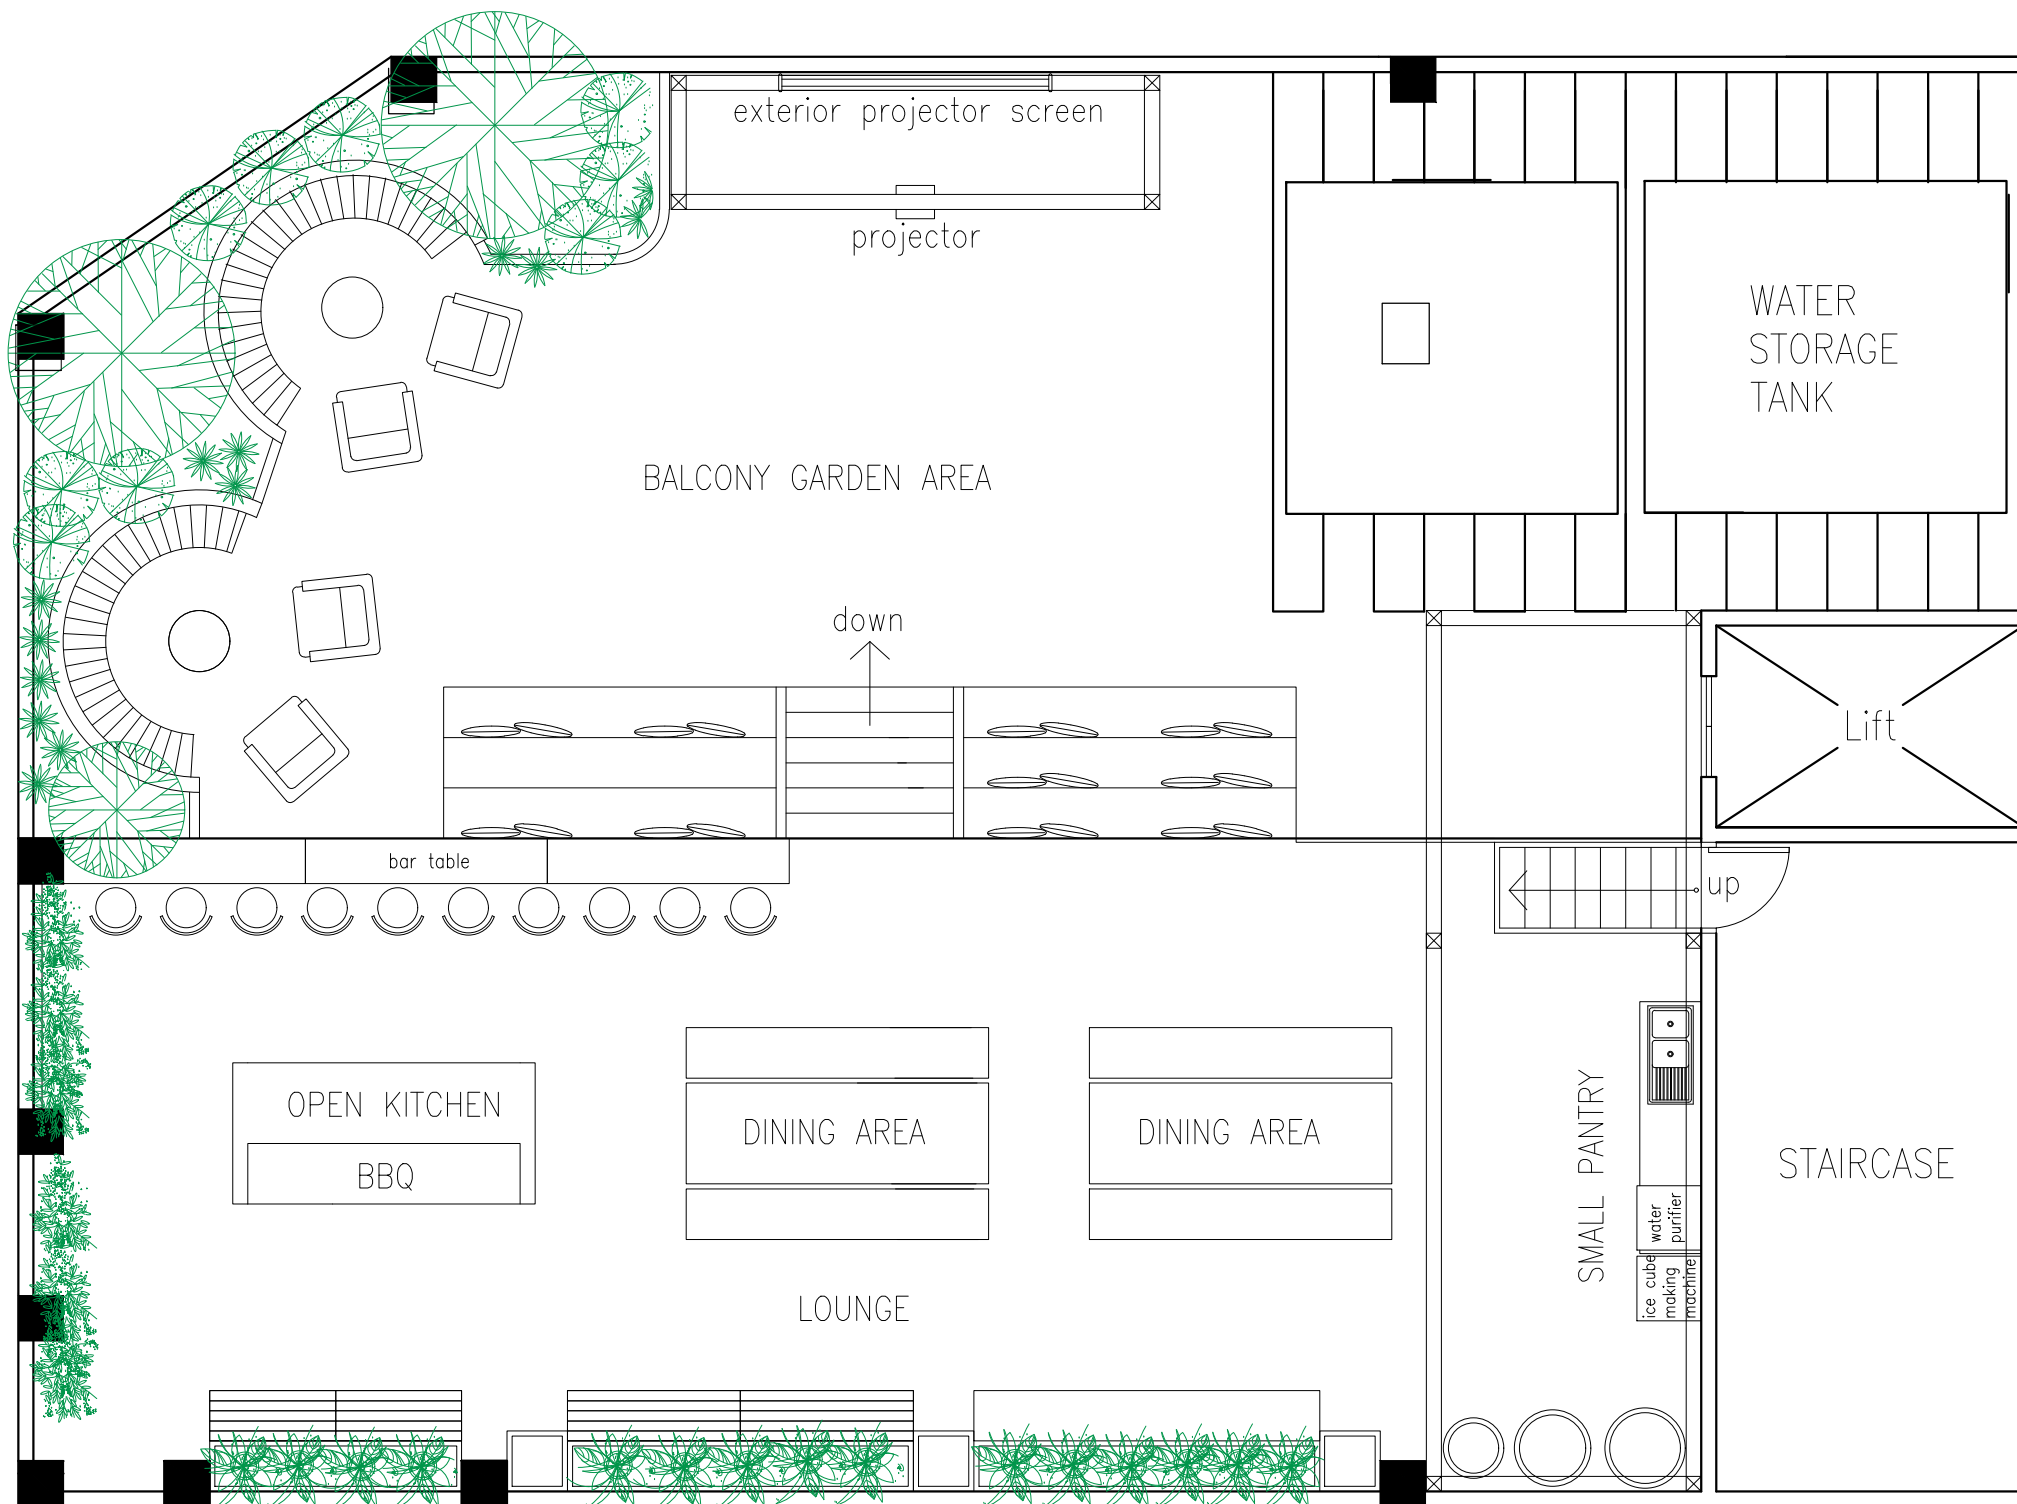 exterior projector screen
projector
WATER
STORAGE
TANK
BALCONY GARDEN AREA
down
Lift
bar table
up
OPEN KITCHEN
BBQ
DINING AREA
DINING AREA
SMALL PANTRY
STAIRCASE
water
purifier
ice cube
making
machine
LOUNGE